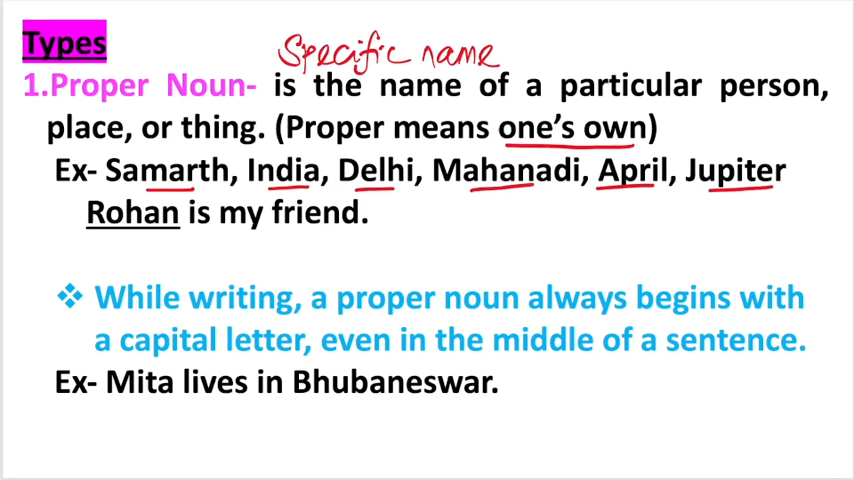 Types
Specific name
1.Proper Noun- is the name of a particular person,
place, or thing. (Proper means one's own)
Ex- Samarth, India, Delhi, Mahanadi, April, Jupiter
Rohan is my friend.
❖ While writing, a proper noun always begins with
a capital letter, even in the middle of a sentence.
Ex- Mita lives in Bhubaneswar.